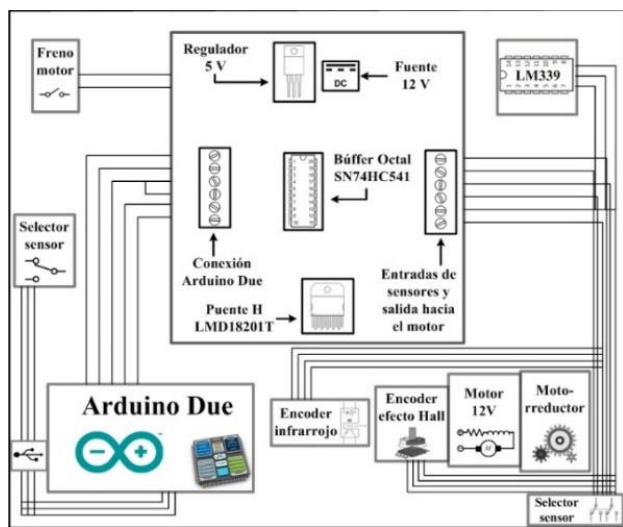 Freno
motor
Regulador
5 V
DC
Fuente
12 V
LM339
Búffer Octal
SN74HC541
Selector
sensor
Conexión
Arduino Due
Entradas de
sensores y
salida hacia
el motor
Puente H
LMD18201T
Arduino Due
Encoder
infrarrojo
Encoder
efecto Hall
Motor
12V
M
Moto-
rreductor
Selector
sensor